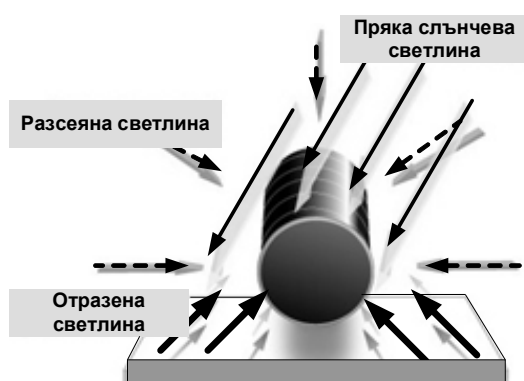 Пряка слънчева
светлина
Разсеяна светлина
Отразена
светлина